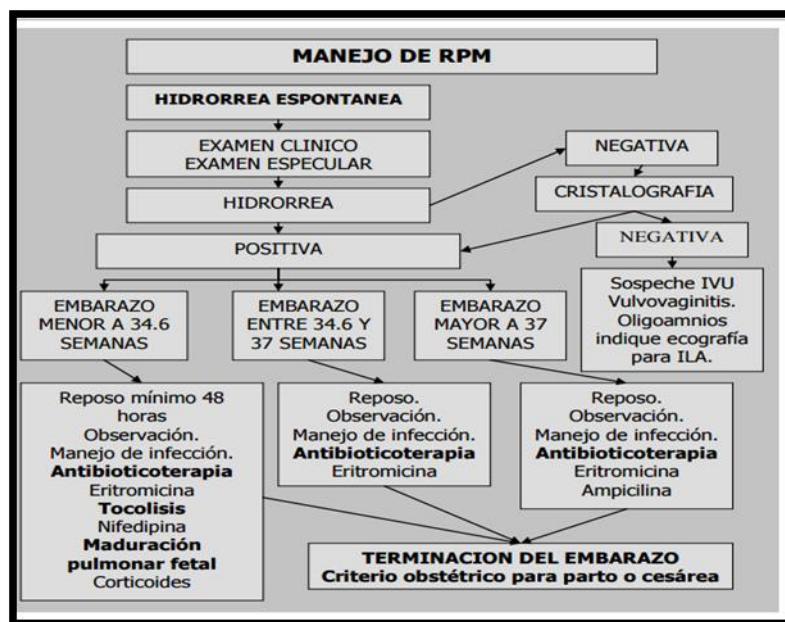 MANEJO DE RPM
HIDRORREA ESPONTANEA
EXAMEN CLINICO
EXAMEN ESPECULAR
NEGATIVA
HIDRORREA
CRISTALOGRAFIA
POSITIVA
NEGATIVA
EMBARAZO
MENOR A 34.6
SEMANAS
EMBARAZO
ENTRE 34.6 Y
37 SEMANAS
EMBARAZO
MAYOR A 37
SEMANAS
Sospeche IVU
Vulvovaginitis.
Oligoamnios
indique ecografía
para ILA.
Reposo mínimo 48
horas
Observación.
Manejo de infección.
Antibioticoterapia
Eritromicina
Tocolisis
Nifedipina
Maduración
pulmonar fetal
Corticoides
Reposo.
Observación.
Manejo de infección.
Antibioticoterapia
Eritromicina
Reposo.
Observación.
Manejo de infección.
Antibioticoterapia
Eritromicina
Ampicilina
TERMINACION DEL EMBARAZO
Criterio obstétrico para parto o cesárea